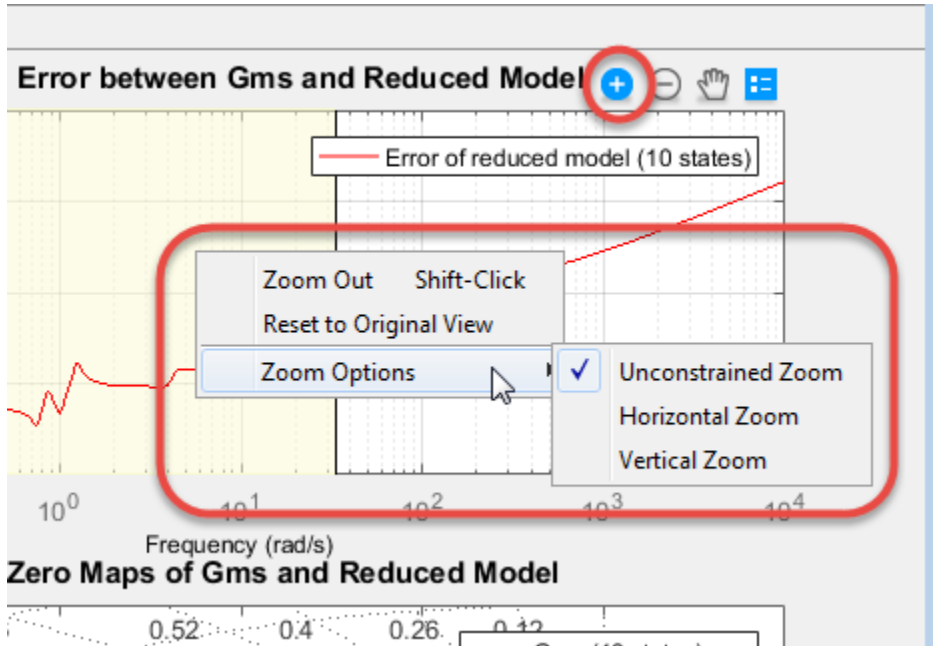 Error between Gms and Reduced Model
Error of reduced model (10 states)
Zoom Out Shift-Click
Reset to Original View
Zoom Options
Unconstrained Zoom
Horizontal Zoom
Vertical Zoom
10^0 10^1 10^2 10^3 10^4
Frequency (rad/s)
Zero Maps of Gms and Reduced Model
0.52 0.4 0.26 0.12